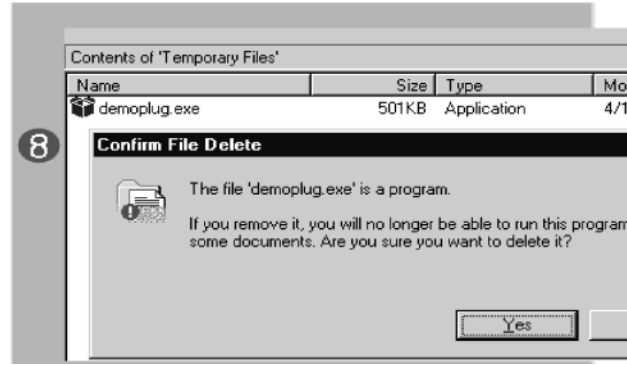 Contents of 'Temporary Files'
Name Size Type Mo
demoplug.exe 501KB Application 4/1
8 Confirm File Delete
The file 'demoplug.exe' is a program.
If you remove it, you will no longer be able to run this program
some documents. Are you sure you want to delete it?
Yes